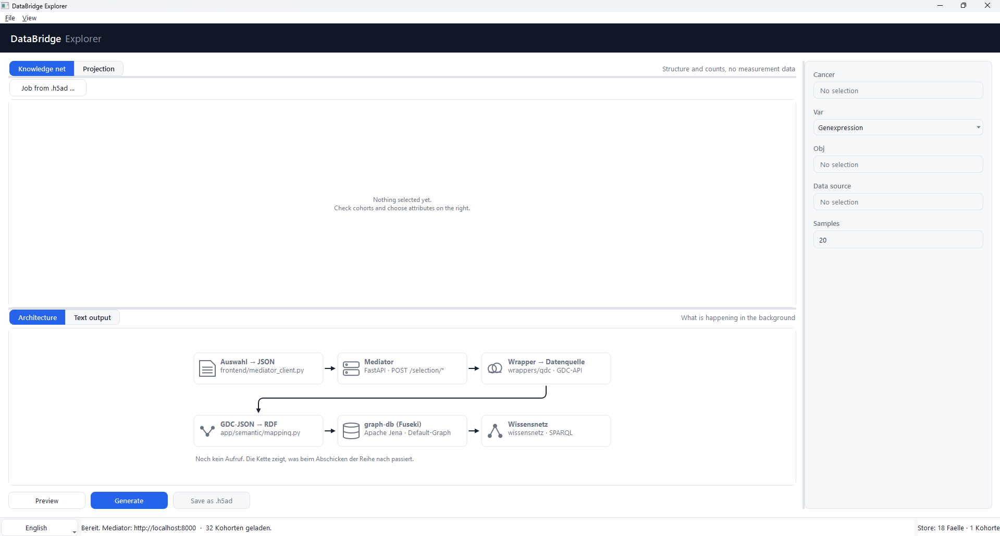 DataBridge Explorer
File View
DataBridge Explorer
Knowledge net Projection Structure and counts, no measurement data
Job from .h5ad ...
Nothing selected yet.
Check cohorts and choose attributes on the right.
Cancer
No selection
Var
Genexpression
Obj
No selection
Data source
No selection
Samples
20
Architecture Text output What is happening in the background
Auswahl → JSON
frontend/mediator_client.py
Mediator
FastAPI · POST /selection/*
Wrapper → Datenquelle
wrappers/gdc · GDC-API
GDC-JSON → RDF
app/semantic/mapping.py
graph-db (Fuseki)
Apache Jena · Default-Graph
Wissensnetz
wissensnetz · SPARQL
Noch kein Aufruf. Die Kette zeigt, was beim Abschicken der Reihe nach passiert.
Preview Generate Save as .h5ad
English Bereit. Mediator: http://localhost:8000 · 32 Kohorten geladen. Store: 18 Faelle · 1 Kohorte